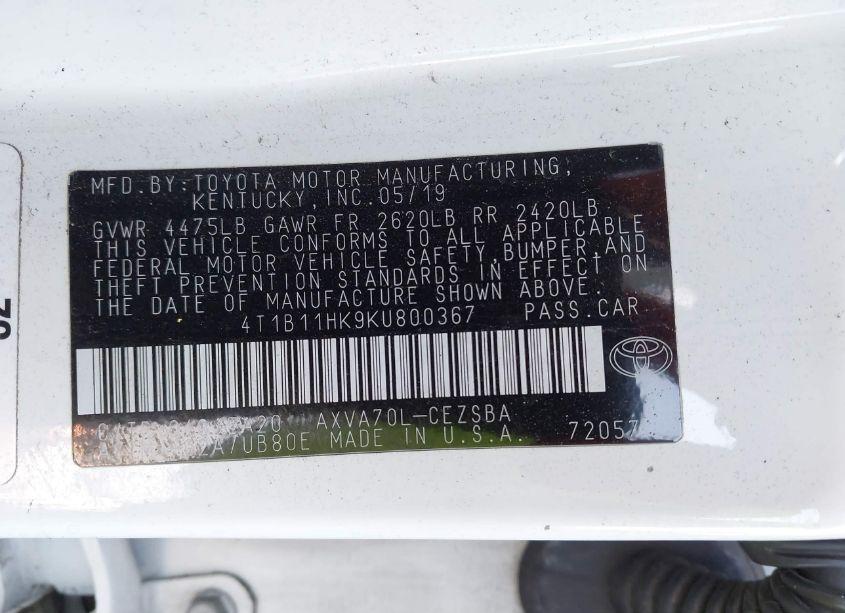 MFD.BY:TOYOTA MOTOR MANUFACTURING,
KENTUCKY,INC.05/19
GVWR 4475LB GAWR FR 2620LB RR 2420LB
THIS VEHICLE CONFORMS TO ALL APPLICABLE
FEDERAL MOTOR VEHICLE SAFETY,BUMPER,AND
THEFT PREVENTION STANDARDS IN EFFECT ON
THE DATE OF MANUFACTURE SHOWN ABOVE.
4T1B11HK9KU800367 PASS.CAR
AXVA70L-CEZSBA
MADE IN U.S.A. 72057